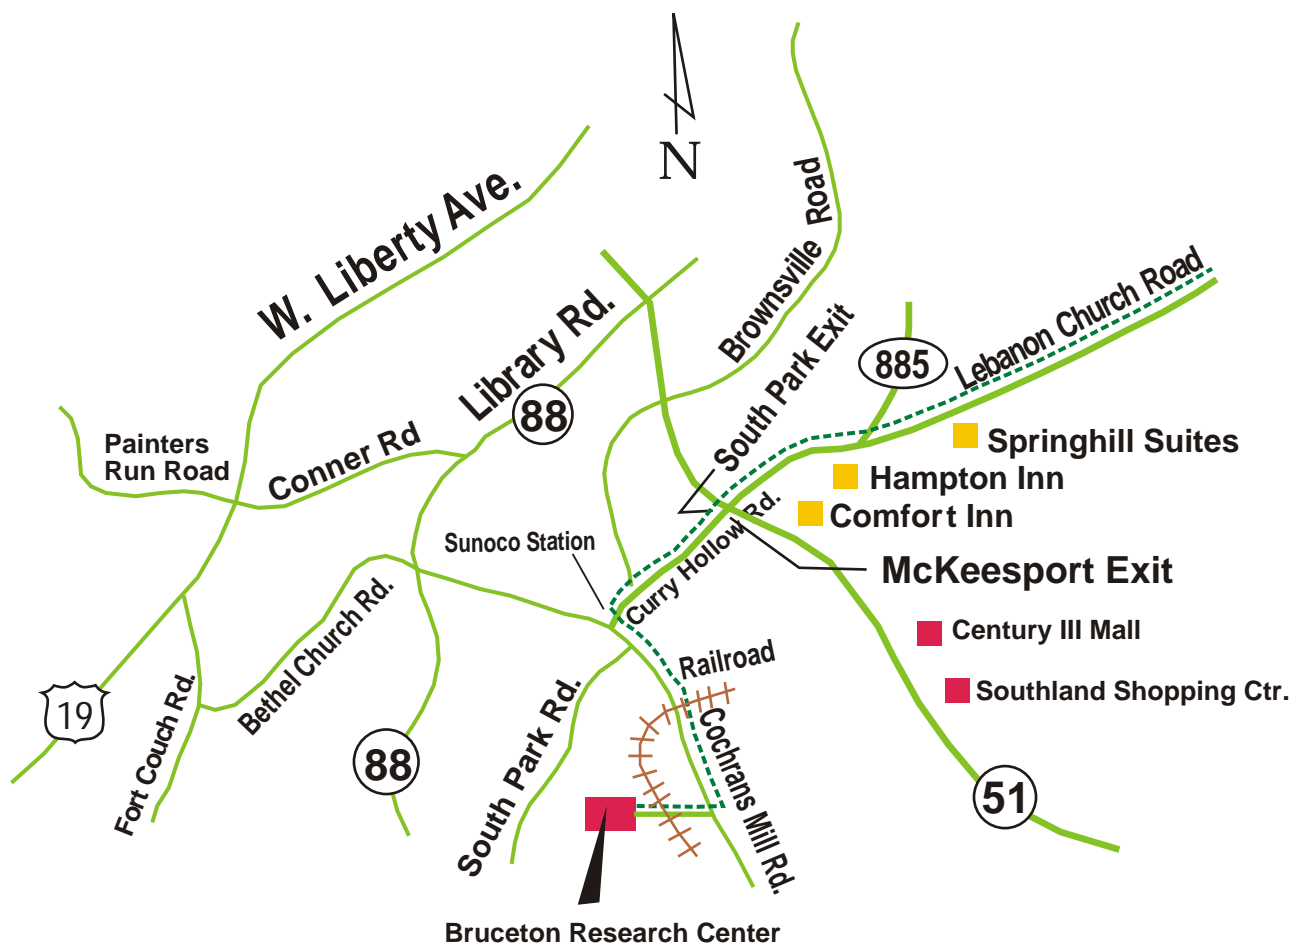 N
W. Liberty Ave.
Brownsville Road
Library Rd.
South Park Exit
Lebanon Church Road
885
88
Painters
Run Road
Conner Rd
Springhill Suites
Hampton Inn
Comfort Inn
Sunoco Station
Curry Hollow Rd.
McKeesport Exit
Bethel Church Rd.
Century III Mall
Railroad
Southland Shopping Ctr.
19
Fort Couch Rd.
88
South Park Rd.
Cochrans Mill Rd.
51
Bruceton Research Center